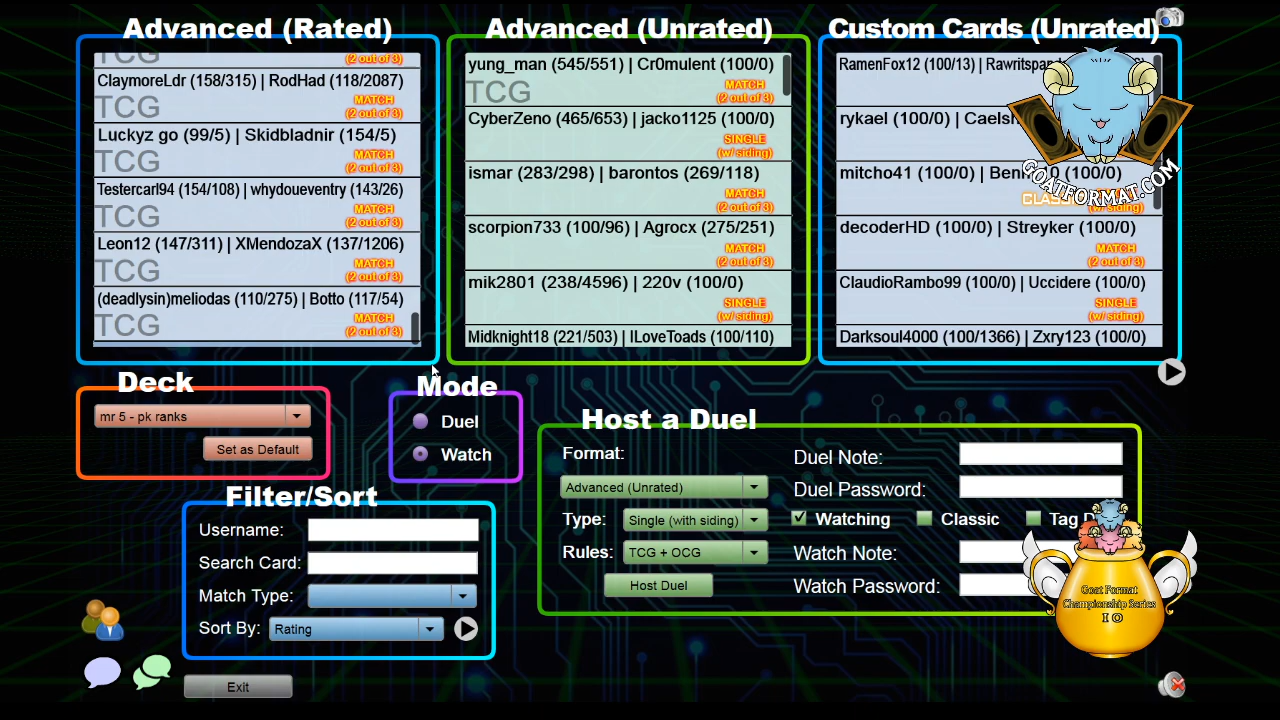 Advanced (Rated)
TCG
(2 out of 3)
ClaymoreLdr (158/315) | RodHad (118/2087)
TCG
MATCH
(2 out of 3)
Luckyz go (99/5) | Skidbladnir (154/5)
TCG
MATCH
(2 out of 3)
Testercarl94 (154/108) | whydoueventry (143/26)
TCG
MATCH
(2 out of 3)
Leon12 (147/311) | XMendozaX (137/1206)
TCG
MATCH
(2 out of 3)
(deadlysin)meliodas (110/275) | Botto (117/54)
TCG
MATCH
(2 out of 3)
Advanced (Unrated)
yung_man (545/551) | Cr0mulent (100/0)
TCG
MATCH
(2 out of 3)
CyberZeno (465/653) | jacko1125 (100/0)
SINGLE
(w/ siding)
ismar (283/298) | barontos (269/118)
MATCH
(2 out of 3)
scorpion733 (100/96) | Agrocx (275/251)
MATCH
(2 out of 3)
mik2801 (238/4596) | 220v (100/0)
SINGLE
(w/ siding)
Midknight18 (221/503) | ILoveToads (100/110)
Custom Cards (Unrated)
RamenFox12 (100/13) |
rykael (100/0) |
mitcho41 (100/0) | (100/0)
(w/ siding)
decoderHD (100/0) | Streyker (100/0)
MATCH
(2 out of 3)
ClaudioRambo99 (100/0) | Uccidere (100/0)
SINGLE
(w/ siding)
Darksoul4000 (100/1366) | Zxry123 (100/0)
GOATFORMAT.COM
Deck
mr 5 - pk ranks
Set as Default
Mode
Duel
Watch
Filter/Sort
Username:
Search Card:
Match Type:
Sort By: Rating
Exit
Host a Duel
Format:
Advanced (Unrated)
Type: Single (with siding)
Rules: TCG + OCG
Host Duel
Duel Note:
Duel Password:
Watching Classic Tag
Watch Note:
Watch Password:
Goat Format
Championship Series
10